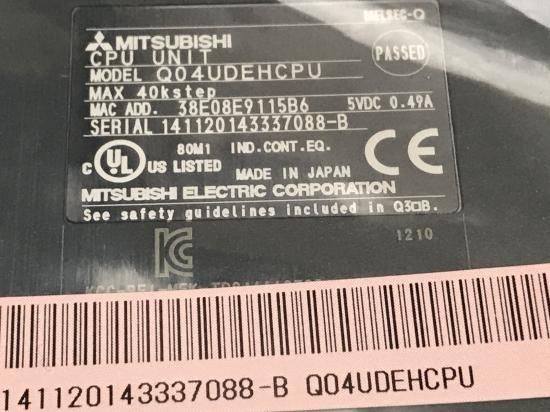 MELSEC-Q
MITSUBISHI
CPU UNIT
PASSED
MODEL Q04UDEHCPU
MAX 40kstep
MAC ADD. 38E08E9115B6 5VDC 0.49A
SERIAL 141120143337088-B
C UL US LISTED 80M1 IND.CONT.EQ.
CE
MADE IN JAPAN
MITSUBISHI ELECTRIC CORPORATION
See safety guidelines included in Q3□B.
1210
141120143337088-B Q04UDEHCPU